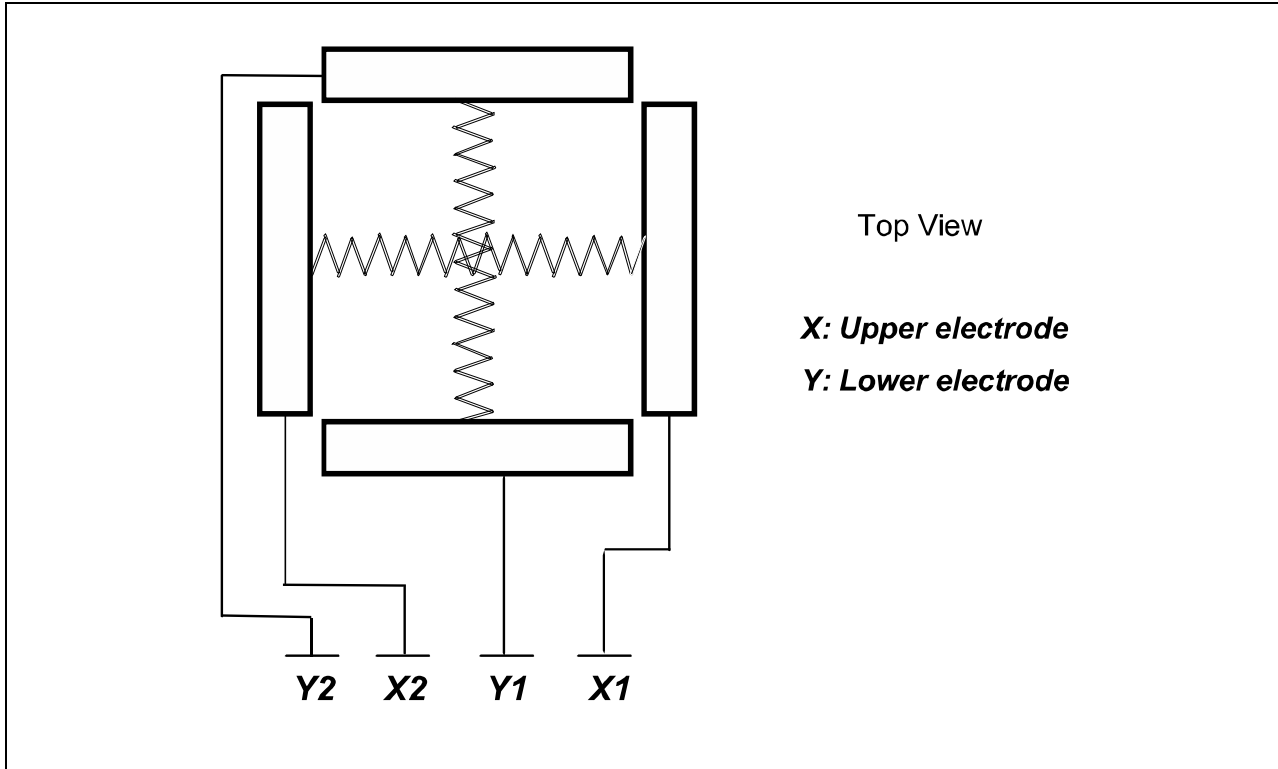 Top View
X: Upper electrode
Y: Lower electrode
Y2 X2 Y1 X1